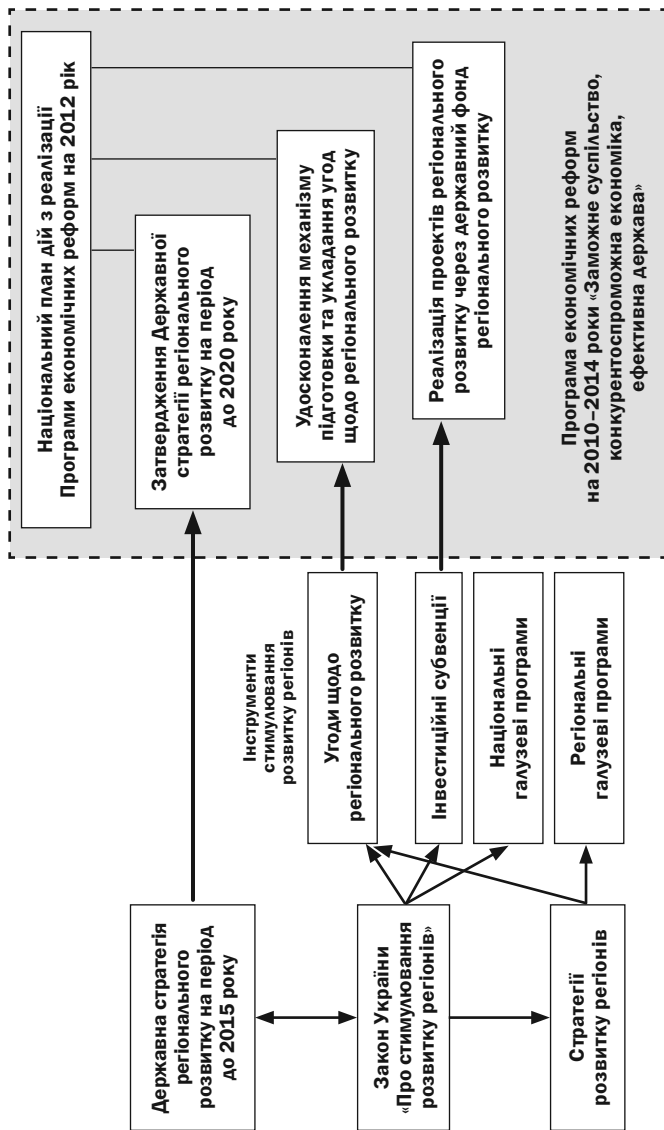 Державна стратегія
регіонального
розвитку на період
до 2015 року
Закон України
«Про стимулювання
розвитку регіонів»
Стратегії
розвитку регіонів
Інструменти
стимулювання
розвитку регіонів
Угоди щодо
регіонального розвитку
Інвестиційні субвенції
Національні
галузеві програми
Регіональні
галузеві програми
Національний план дій з реалізації
Програми економічних реформ на 2012 рік
Затвердження Державної
стратегії регіонального
розвитку на період
до 2020 року
Удосконалення механізму
підготовки та укладання угод
щодо регіонального розвитку
Реалізація проектів регіонального
розвитку через державний фонд
регіонального розвитку
Програма економічних реформ
на 2010–2014 роки «Заможне суспільство,
конкурентоспроможна економіка,
ефективна держава»